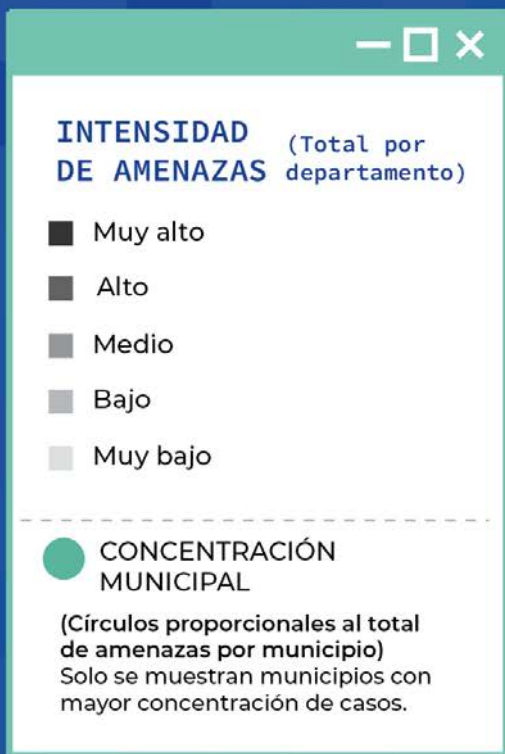 INTENSIDAD
DE AMENAZAS
(Total por
departamento)
Muy alto
Alto
Medio
Bajo
Muy bajo
CONCENTRACIÓN
MUNICIPAL
(Círculos proporcionales al total
de amenazas por municipio)
Solo se muestran municipios con
mayor concentración de casos.